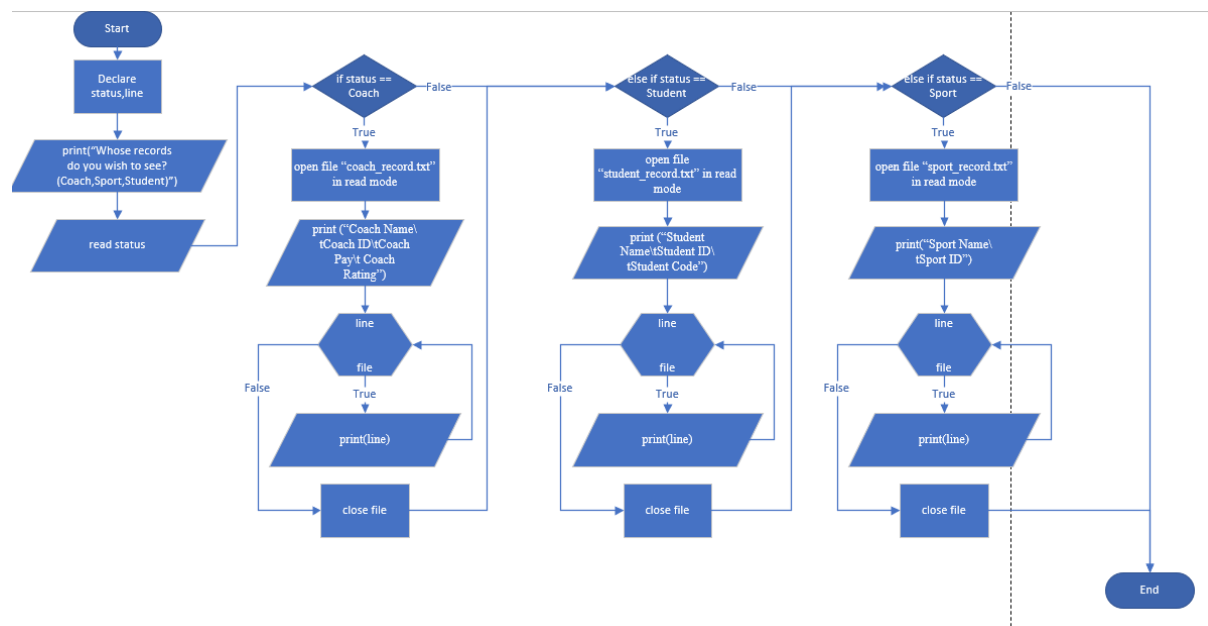 Start
Declare
status,line
print("Whose records
do you wish to see?
(Coach,Sport,Student)")
read status
if status ==
Coach
False
True
open file “coach_record.txt”
in read mode
print (“Coach Name\
tCoach ID\tCoach
Pay\t Coach
Rating”)
line
file
False
True
print(line)
close file
else if status ==
Student
False
True
open file
“student_record.txt” in read
mode
print (“Student
Name\tStudent ID\
tStudent Code”)
line
file
False
True
print(line)
close file
else if status ==
Sport
False
True
open file “sport_record.txt”
in read mode
print(“Sport Name\
tSport ID”)
line
file
False
True
print(line)
close file
End